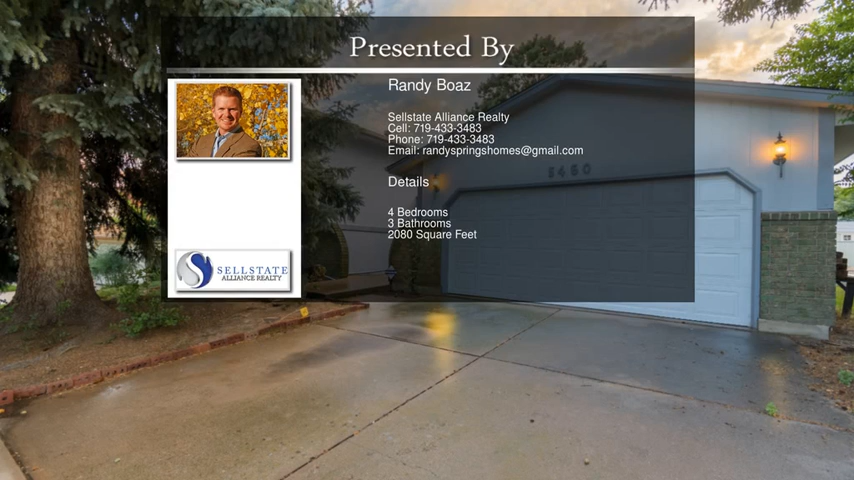 Presented By
Randy Boaz
Sellstate Alliance Realty
Cell: 719-433-3483
Phone: 719-433-3483
Email: randyspringshomes@gmail.com
5460
Details
4 Bedrooms
3 Bathrooms
2080 Square Feet
SELLSTATE
ALLIANCE REALTY